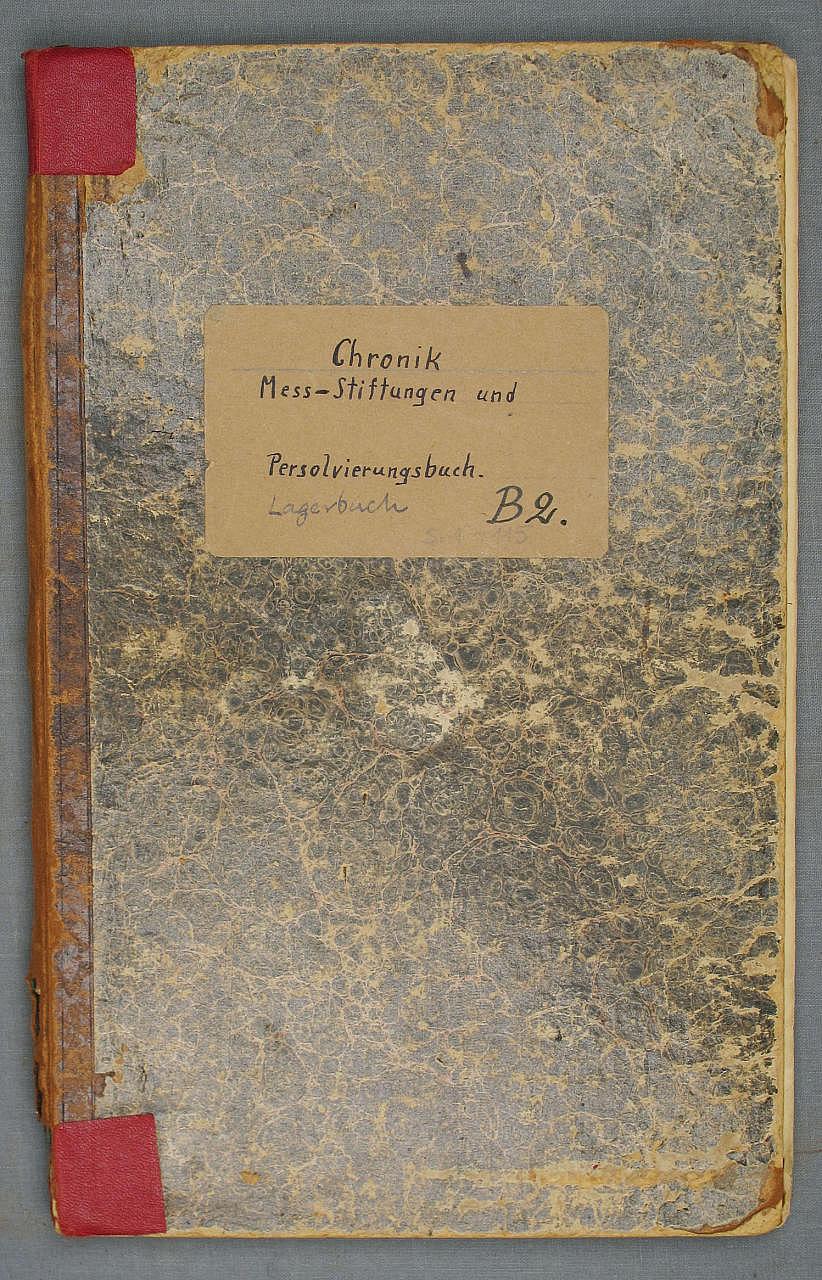 Chronik
Mess-Stiftungen und
Persolvierungsbuch.
Lagerbuch
B2.